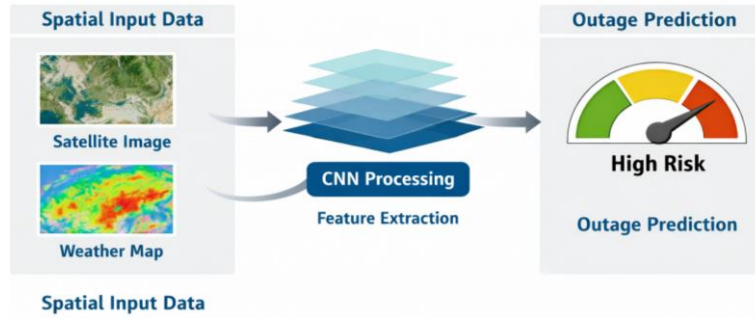 Spatial Input Data
Satellite Image
Weather Map
Spatial Input Data
CNN Processing
Feature Extraction
Outage Prediction
High Risk
Outage Prediction